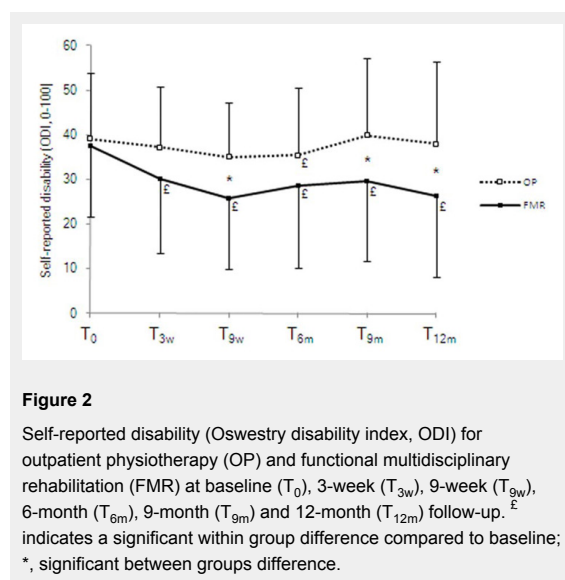 60
50
40
30
20
10
0
Self-reported disability (ODI, 0-100]
£
*
£
£
£
*
£
*
£
OP
FMR
T0 T3w T9w T6m T9m T12m
Figure 2
Self-reported disability (Oswestry disability index, ODI) for
outpatient physiotherapy (OP) and functional multidisciplinary
rehabilitation (FMR) at baseline (T0), 3-week (T3w), 9-week (T9w),
6-month (T6m), 9-month (T9m) and 12-month (T12m) follow-up. £
indicates a significant within group difference compared to baseline;
*, significant between groups difference.